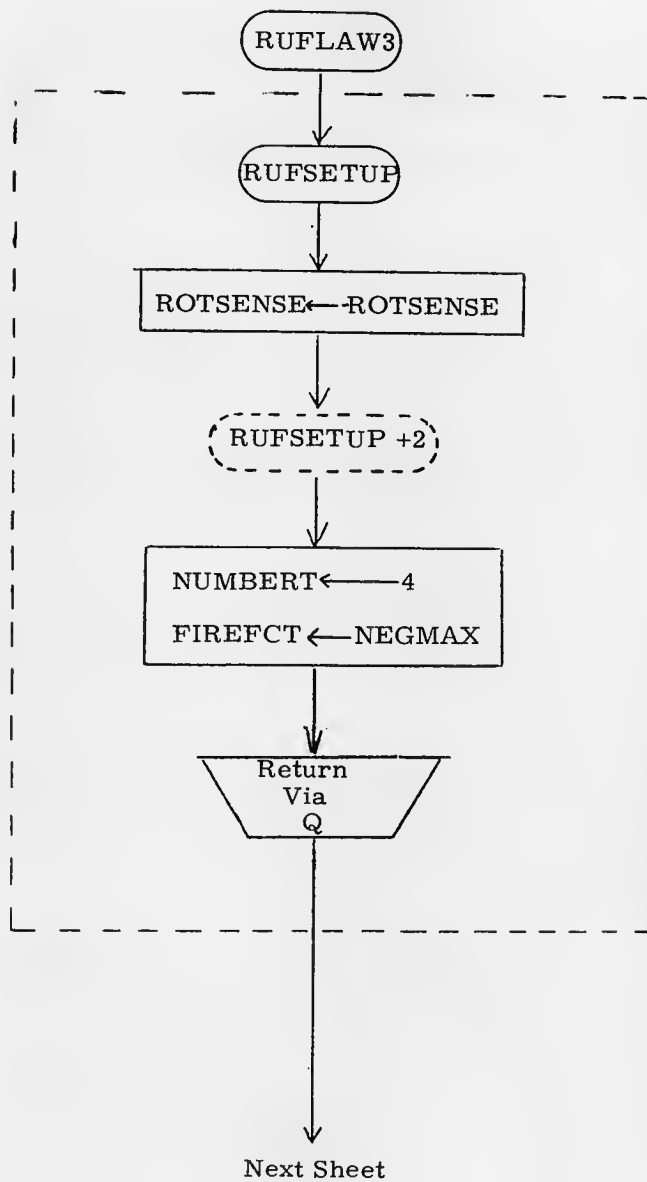 RUFLAW3
RUFSETUP
ROTSENSE ← -ROTSENSE
RUFSETUP +2
NUMBERT ← 4
FIREFCT ← NEGMAX
Return
Via
Q
Next Sheet